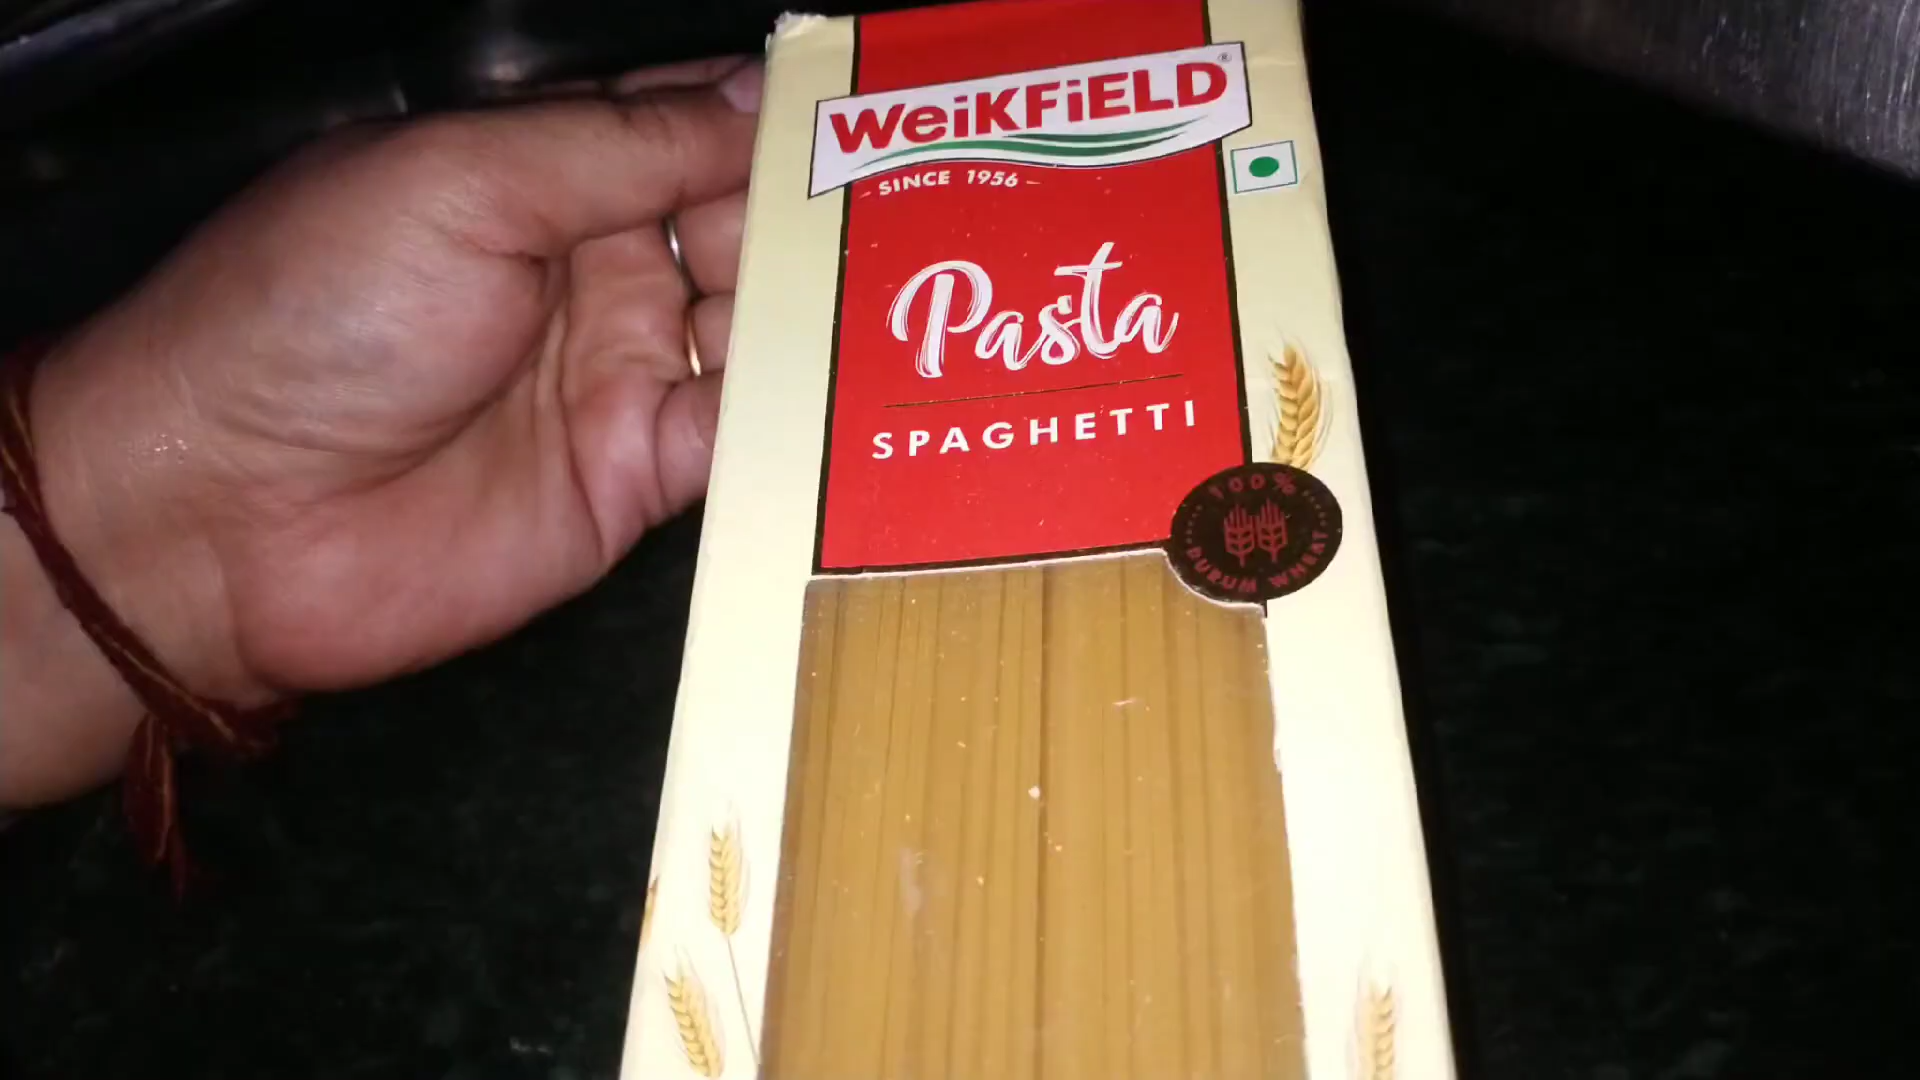 WeiKFiELD®
- SINCE 1956 -
Pasta
SPAGHETTI
100%
DURUM WHEAT